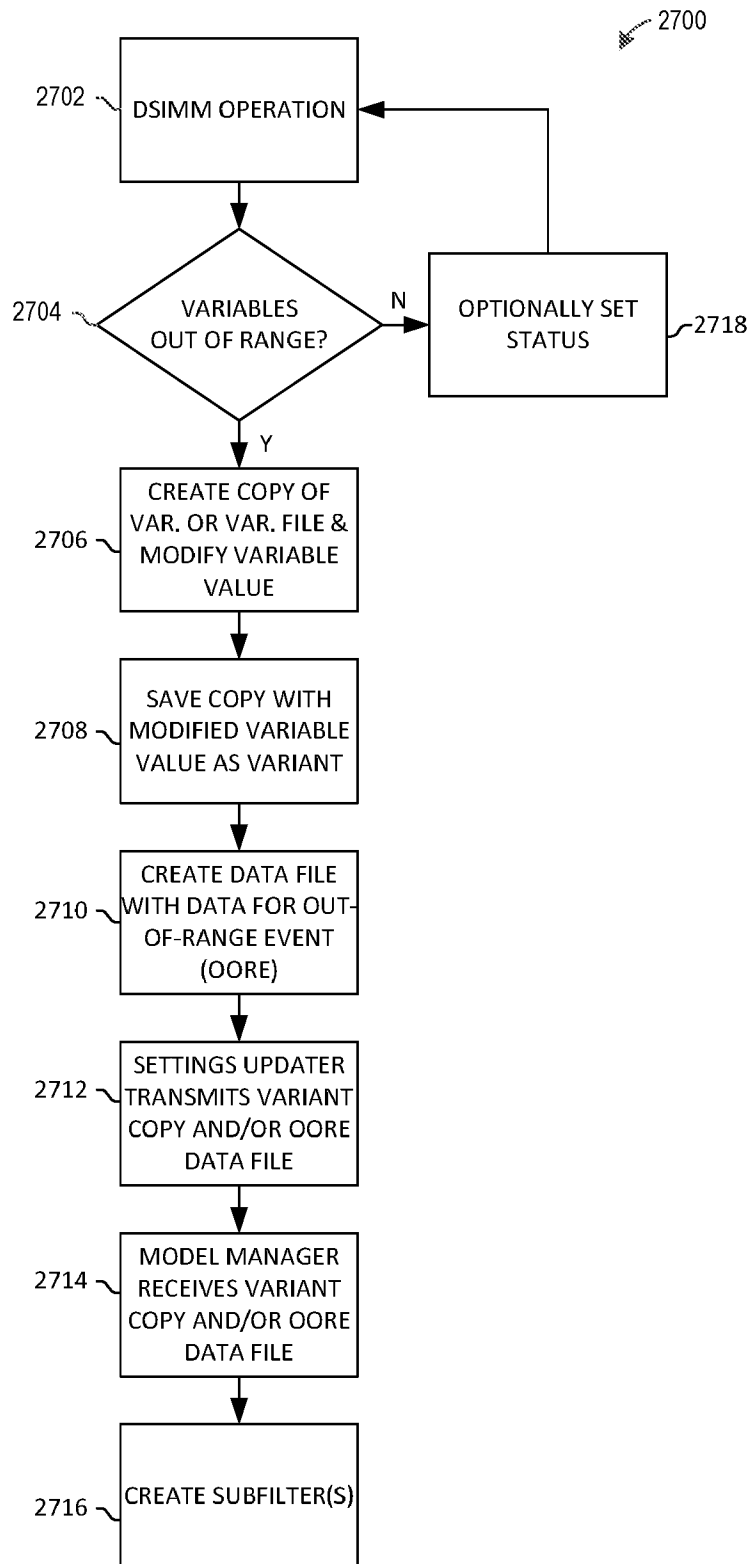 2700
2702
DSIMM OPERATION
2704
VARIABLES
OUT OF RANGE?
N
OPTIONALLY SET
STATUS
2718
Y
2706
CREATE COPY OF
VAR. OR VAR. FILE &
MODIFY VARIABLE
VALUE
2708
SAVE COPY WITH
MODIFIED VARIABLE
VALUE AS VARIANT
2710
CREATE DATA FILE
WITH DATA FOR OUT-
OF-RANGE EVENT
(OORE)
2712
SETTINGS UPDATER
TRANSMITS VARIANT
COPY AND/OR OORE
DATA FILE
2714
MODEL MANAGER
RECEIVES VARIANT
COPY AND/OR OORE
DATA FILE
2716
CREATE SUBFILTER(S)